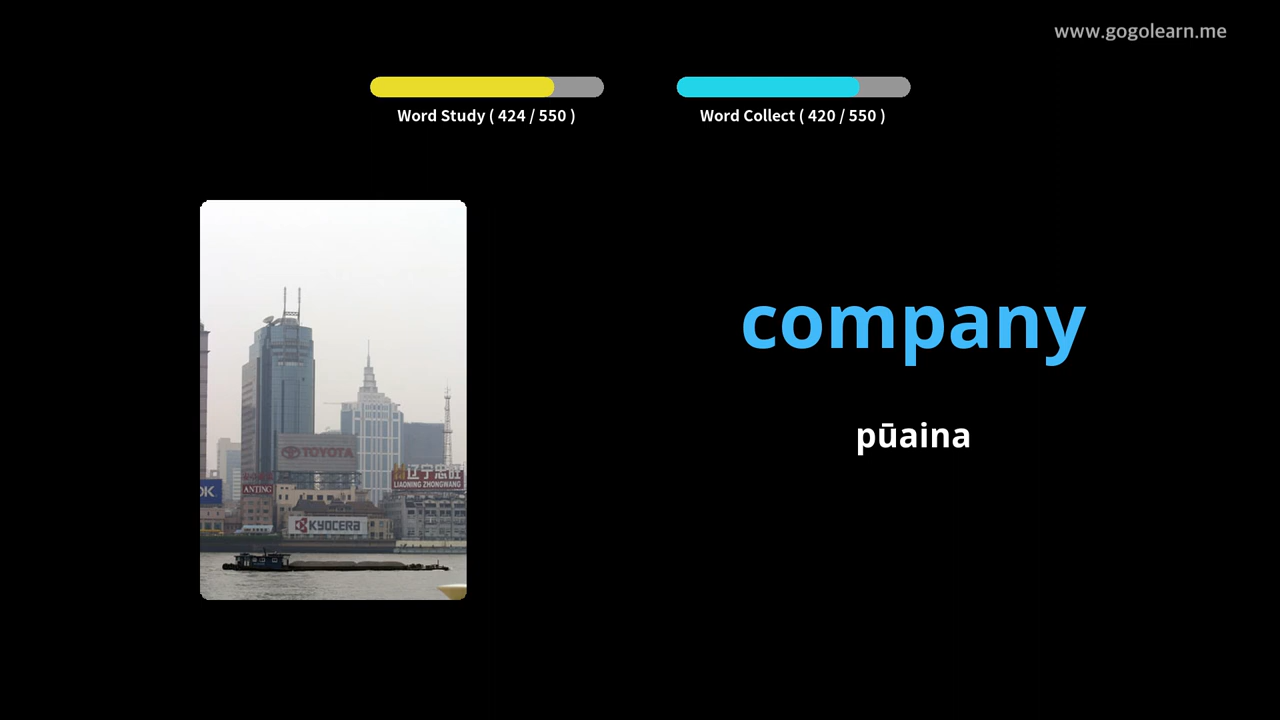 www.gogolearn.me
Word Study ( 424 / 550 )
Word Collect ( 420 / 550 )
company
pūaina
TOYOTA
辽宁忠旺
LIAONING ZHONGWANG
ANTING
OK
KYOCERA